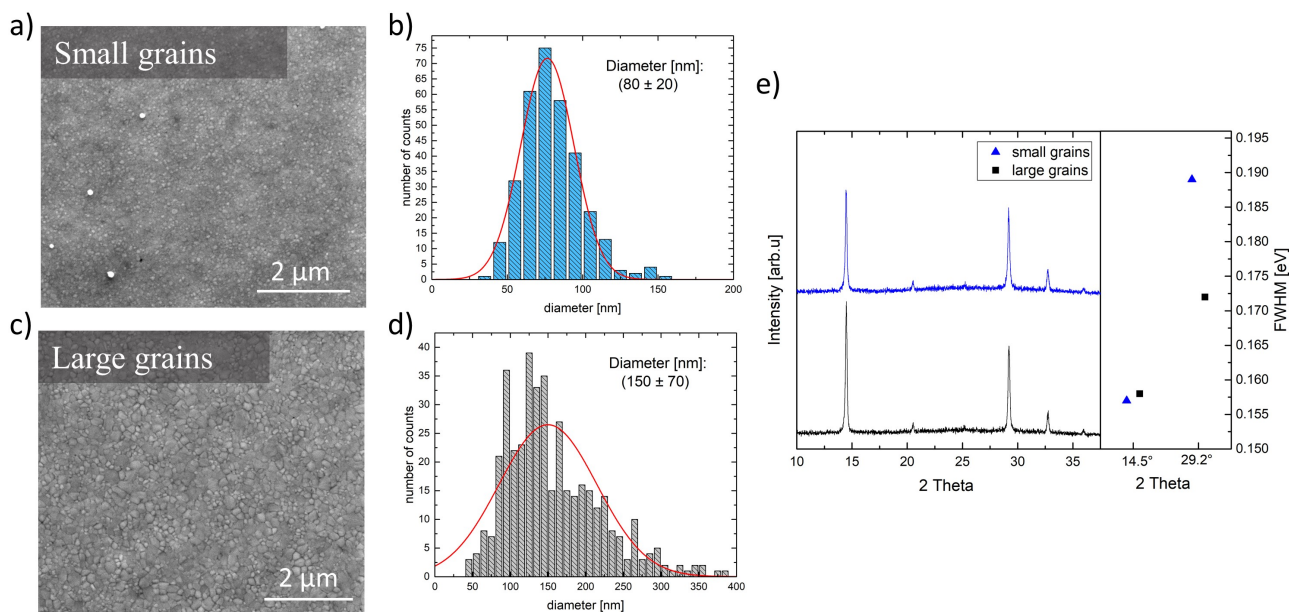 a)
Small grains
2 μm
b)
75
70
65
60
55
50
45
40
35
30
25
20
15
10
5
0
number of counts
Diameter [nm]:
(80 ± 20)
0 50 100 150 200
diameter [nm]
c)
Large grains
2 μm
d)
40
35
30
25
20
15
10
5
0
number of counts
Diameter [nm]:
(150 ± 70)
0 50 100 150 200 250 300 350 400
diameter [nm]
e)
Intensity [arb.u]
small grains
large grains
10 15 20 25 30 35
2 Theta
14.5° 29.2°
2 Theta
0.195
0.190
0.185
0.180
0.175
0.170
0.165
0.160
0.155
0.150
FWHM [eV]